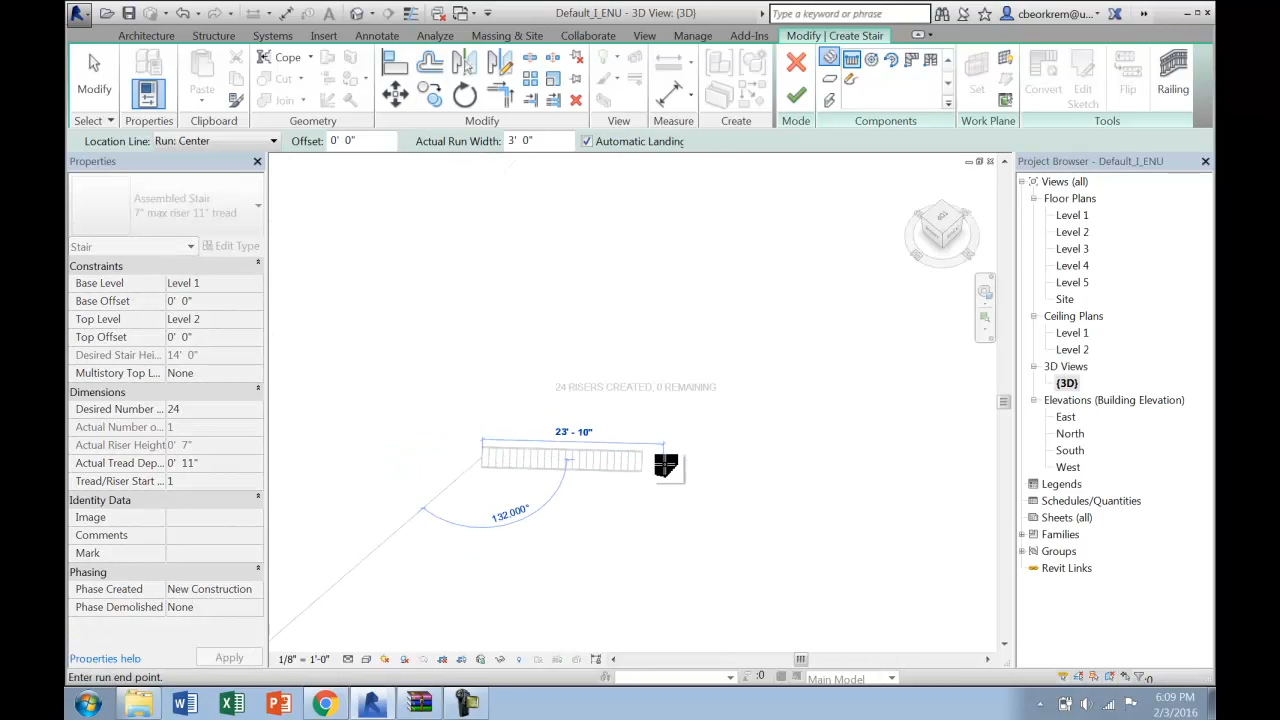 Default_I_ENU - 3D View: {3D}
Type a keyword or phrase
cbeorkrem@u...
Architecture Structure Systems Insert Annotate Analyze Massing & Site Collaborate View Manage Add-Ins Modify | Create Stair
Modify
Properties
Paste
Cope
Cut
Join
Set
Convert
Edit Sketch
Flip
Railing
Select Properties Clipboard Geometry Modify View Measure Create Mode Components Work Plane Tools
Location Line: Run: Center Offset: 0' 0" Actual Run Width: 3' 0" Automatic Landing
Properties
Assembled Stair
7" max riser 11" tread
Stair Edit Type
Constraints
Base Level Level 1
Base Offset 0' 0"
Top Level Level 2
Top Offset 0' 0"
Desired Stair Hei... 14' 0"
Multistory Top L... None
Dimensions
Desired Number ... 24
Actual Number o... 1
Actual Riser Height 0' 7"
Actual Tread Dep... 0' 11"
Tread/Riser Start ... 1
Identity Data
Image
Comments
Mark
Phasing
Phase Created New Construction
Phase Demolished None
Properties help Apply
24 RISERS CREATED, 0 REMAINING
23' - 10"
132.000°
Project Browser - Default_I_ENU
Views (all)
Floor Plans
Level 1
Level 2
Level 3
Level 4
Level 5
Site
Ceiling Plans
Level 1
Level 2
3D Views
{3D}
Elevations (Building Elevation)
East
North
South
West
Legends
Schedules/Quantities
Sheets (all)
Families
Groups
Revit Links
1/8" = 1'-0"
Enter run end point.
:0
Main Model
:0
6:09 PM
2/3/2016